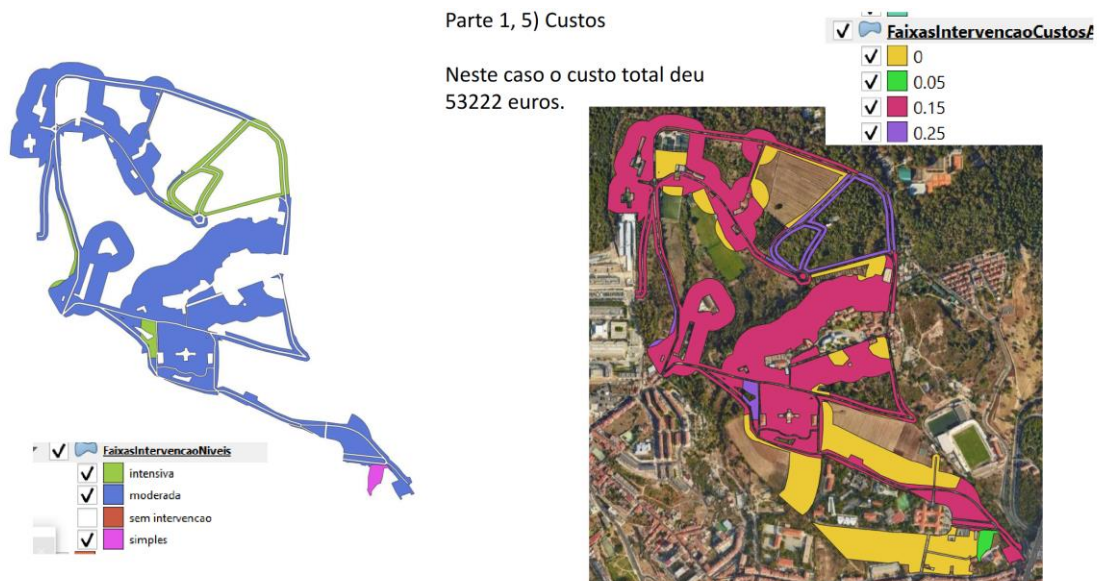 Parte 1, 5) Custos
Neste caso o custo total deu
53222 euros.
FaixasIntervencaoCustosA
0
0.05
0.15
0.25
FaixasIntervencaoNiveis
intensiva
moderada
sem intervencao
simples